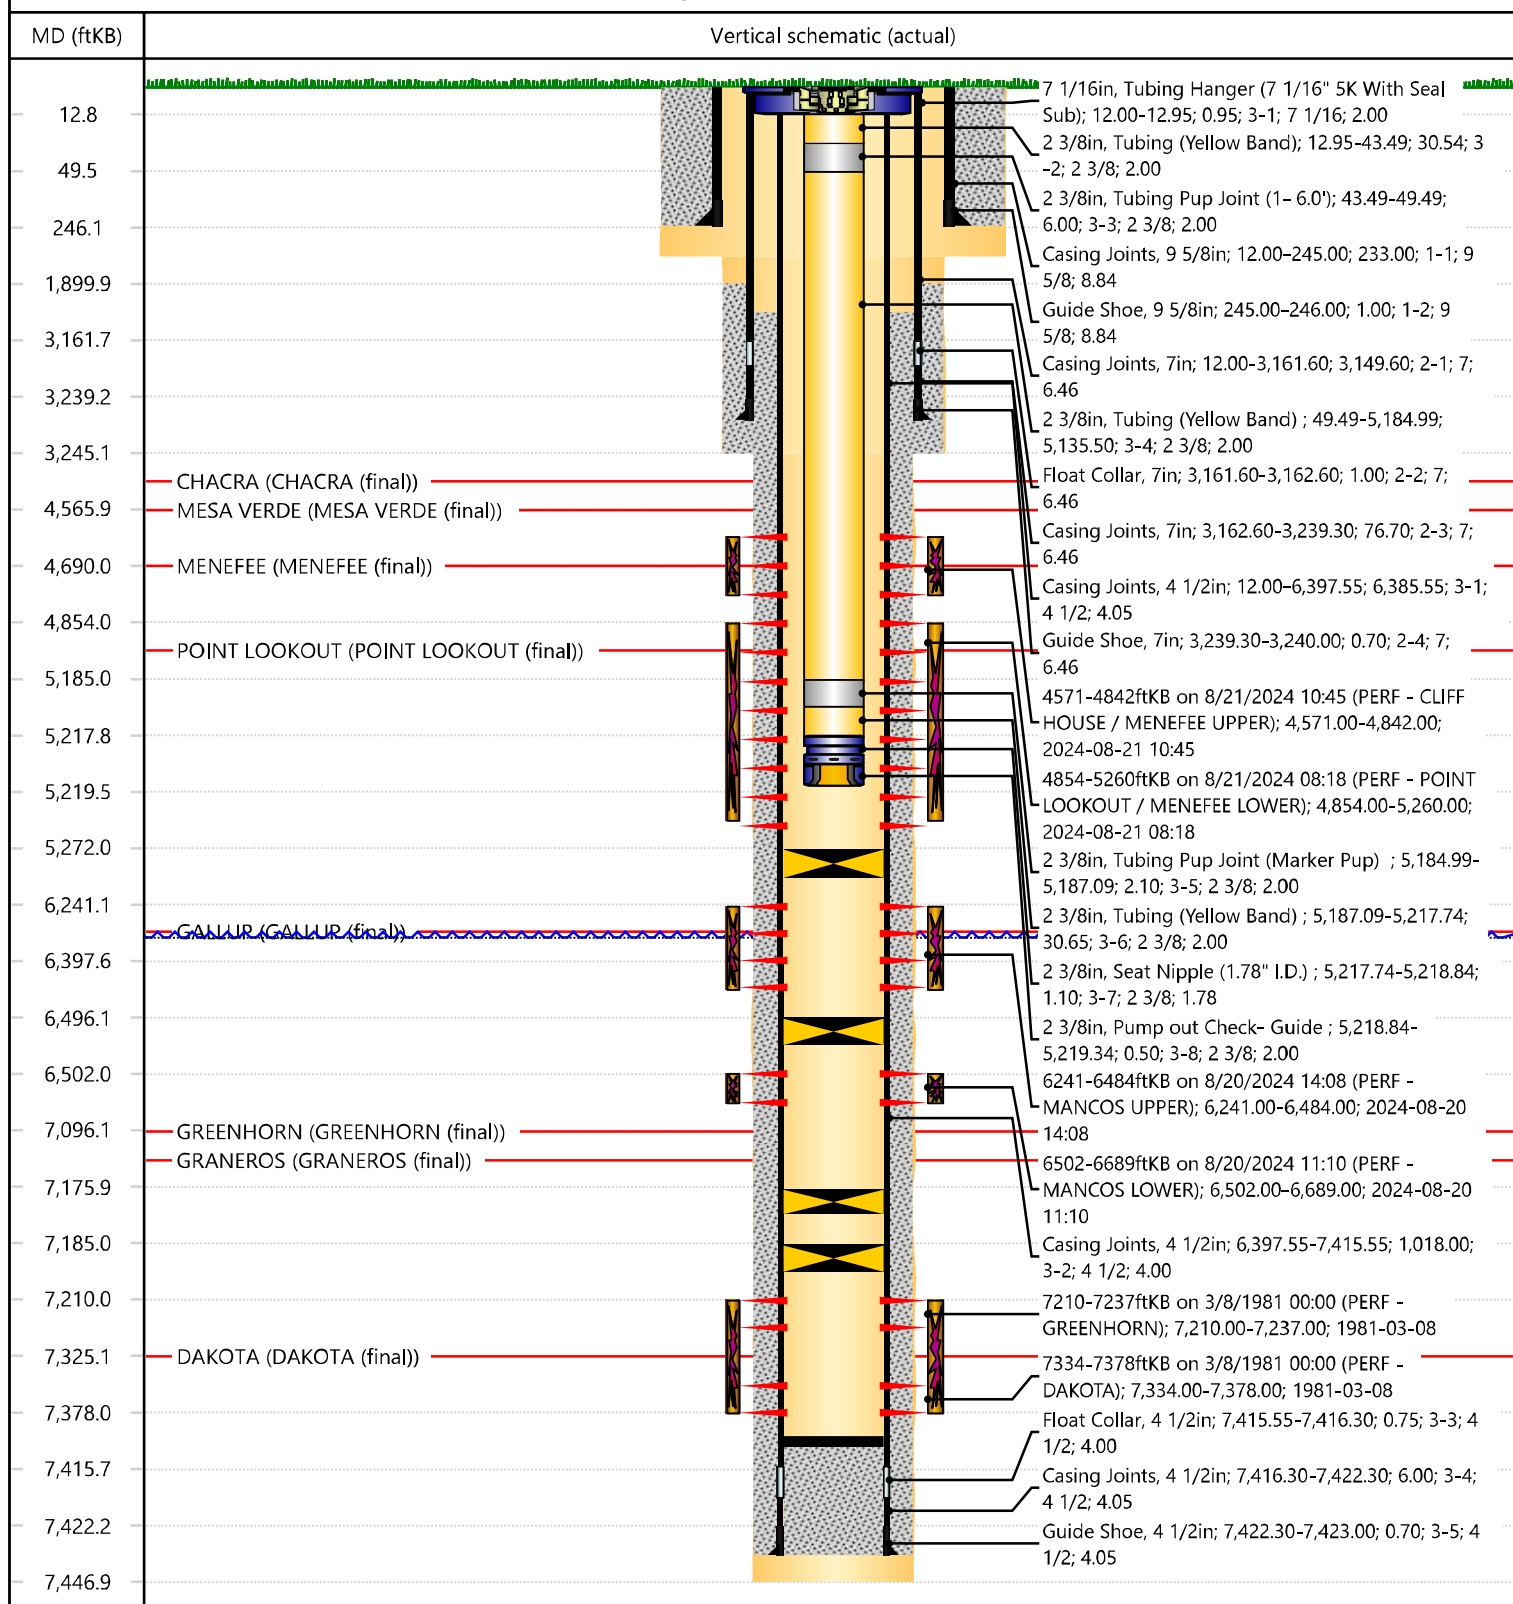 MD (ftKB)
Vertical schematic (actual)
12.8
49.5
246.1
1,899.9
3,161.7
3,239.2
3,245.1
4,565.9
4,690.0
4,854.0
5,185.0
5,217.8
5,219.5
5,272.0
6,241.1
6,397.6
6,496.1
6,502.0
7,096.1
7,175.9
7,185.0
7,210.0
7,325.1
7,378.0
7,415.7
7,422.2
7,446.9
CHACRA (CHACRA (final))
MESA VERDE (MESA VERDE (final))
MENEFEE (MENEFEE (final))
POINT LOOKOUT (POINT LOOKOUT (final))
GALLUP (GALLUP (final))
GREENHORN (GREENHORN (final))
GRANEROS (GRANEROS (final))
DAKOTA (DAKOTA (final))
7 1/16in, Tubing Hanger (7 1/16" 5K With Seal
Sub); 12.00-12.95; 0.95; 3-1; 7 1/16; 2.00
2 3/8in, Tubing (Yellow Band); 12.95-43.49; 30.54; 3
-2; 2 3/8; 2.00
2 3/8in, Tubing Pup Joint (1- 6.0'); 43.49-49.49;
6.00; 3-3; 2 3/8; 2.00
Casing Joints, 9 5/8in; 12.00-245.00; 233.00; 1-1; 9
5/8; 8.84
Guide Shoe, 9 5/8in; 245.00-246.00; 1.00; 1-2; 9
5/8; 8.84
Casing Joints, 7in; 12.00-3,161.60; 3,149.60; 2-1; 7;
6.46
2 3/8in, Tubing (Yellow Band) ; 49.49-5,184.99;
5,135.50; 3-4; 2 3/8; 2.00
Float Collar, 7in; 3,161.60-3,162.60; 1.00; 2-2; 7;
6.46
Casing Joints, 7in; 3,162.60-3,239.30; 76.70; 2-3; 7;
6.46
Casing Joints, 4 1/2in; 12.00-6,397.55; 6,385.55; 3-1;
4 1/2; 4.05
Guide Shoe, 7in; 3,239.30-3,240.00; 0.70; 2-4; 7;
6.46
4571-4842ftKB on 8/21/2024 10:45 (PERF - CLIFF
HOUSE / MENEFEE UPPER); 4,571.00-4,842.00;
2024-08-21 10:45
4854-5260ftKB on 8/21/2024 08:18 (PERF - POINT
LOOKOUT / MENEFEE LOWER); 4,854.00-5,260.00;
2024-08-21 08:18
2 3/8in, Tubing Pup Joint (Marker Pup)  ; 5,184.99-
5,187.09; 2.10; 3-5; 2 3/8; 2.00
2 3/8in, Tubing (Yellow Band) ; 5,187.09-5,217.74;
30.65; 3-6; 2 3/8; 2.00
2 3/8in, Seat Nipple (1.78" I.D.) ; 5,217.74-5,218.84;
1.10; 3-7; 2 3/8; 1.78
2 3/8in, Pump out Check- Guide ; 5,218.84-
5,219.34; 0.50; 3-8; 2 3/8; 2.00
6241-6484ftKB on 8/20/2024 14:08 (PERF -
MANCOS UPPER); 6,241.00-6,484.00; 2024-08-20
14:08
6502-6689ftKB on 8/20/2024 11:10 (PERF -
MANCOS LOWER); 6,502.00-6,689.00; 2024-08-20
11:10
Casing Joints, 4 1/2in; 6,397.55-7,415.55; 1,018.00;
3-2; 4 1/2; 4.00
7210-7237ftKB on 3/8/1981 00:00 (PERF -
GREENHORN); 7,210.00-7,237.00; 1981-03-08
7334-7378ftKB on 3/8/1981 00:00 (PERF -
DAKOTA); 7,334.00-7,378.00; 1981-03-08
Float Collar, 4 1/2in; 7,415.55-7,416.30; 0.75; 3-3; 4
1/2; 4.00
Casing Joints, 4 1/2in; 7,416.30-7,422.30; 6.00; 3-4;
4 1/2; 4.05
Guide Shoe, 4 1/2in; 7,422.30-7,423.00; 0.70; 3-5; 4
1/2; 4.05